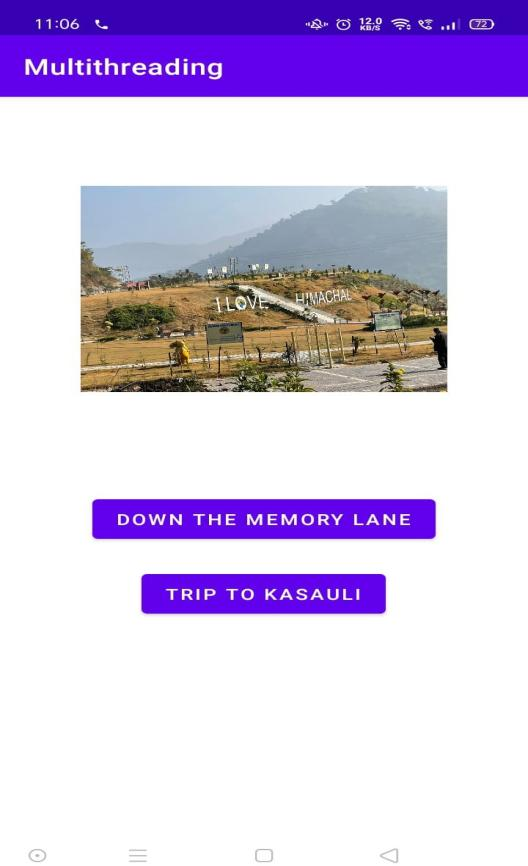 11:06
12.0
KB/S
72
Multithreading
I LOVE HIMACHAL
DOWN THE MEMORY LANE
TRIP TO KASAULI